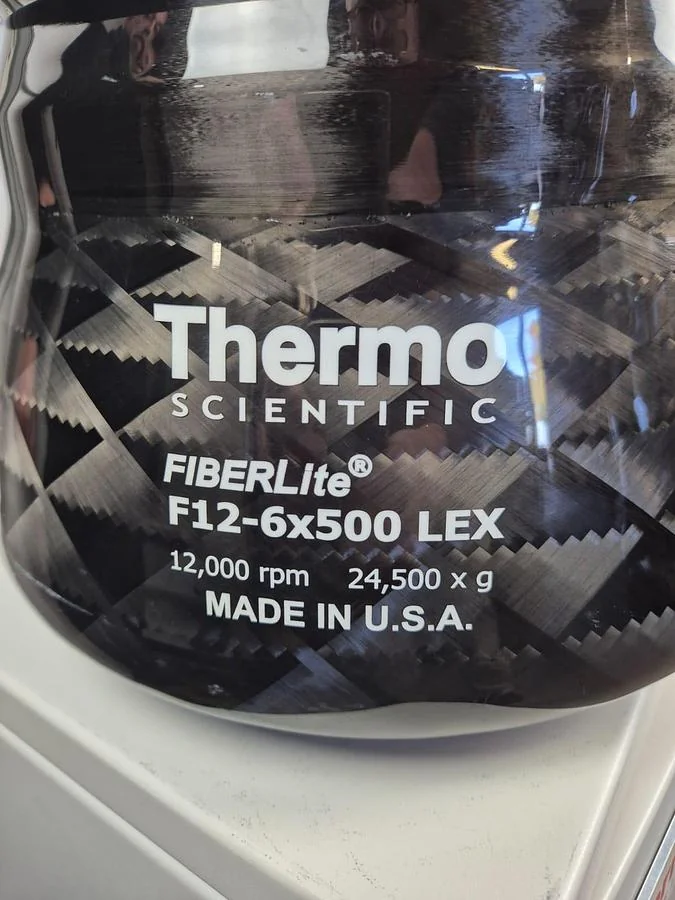 Thermo
SCIENTIFIC
FIBERLite®
F12-6x500 LEX
12,000 rpm 24,500 x g
MADE IN U.S.A.